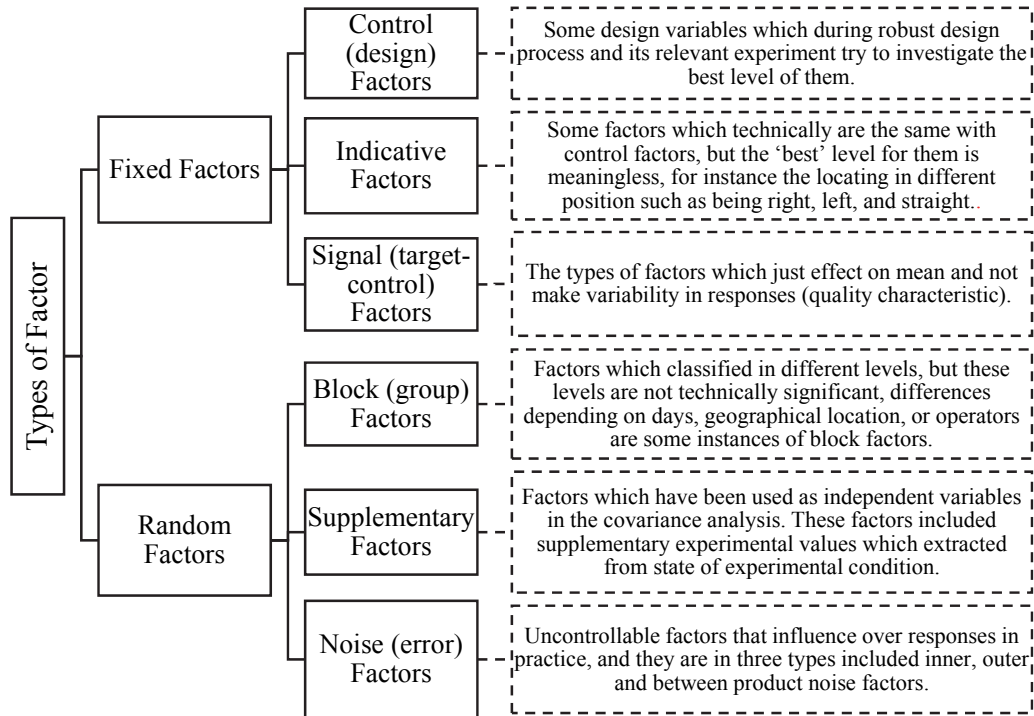 Types of Factor
Fixed Factors
Control
(design)
Factors
Some design variables which during robust design
process and its relevant experiment try to investigate the
best level of them.
Indicative
Factors
Some factors which technically are the same with
control factors, but the ‘best’ level for them is
meaningless, for instance the locating in different
position such as being right, left, and straight..
Signal (target-
control)
Factors
The types of factors which just effect on mean and not
make variability in responses (quality characteristic).
Random
Factors
Block (group)
Factors
Factors which classified in different levels, but these
levels are not technically significant, differences
depending on days, geographical location, or operators
are some instances of block factors.
Supplementary
Factors
Factors which have been used as independent variables
in the covariance analysis. These factors included
supplementary experimental values which extracted
from state of experimental condition.
Noise (error)
Factors
Uncontrollable factors that influence over responses in
practice, and they are in three types included inner, outer
and between product noise factors.